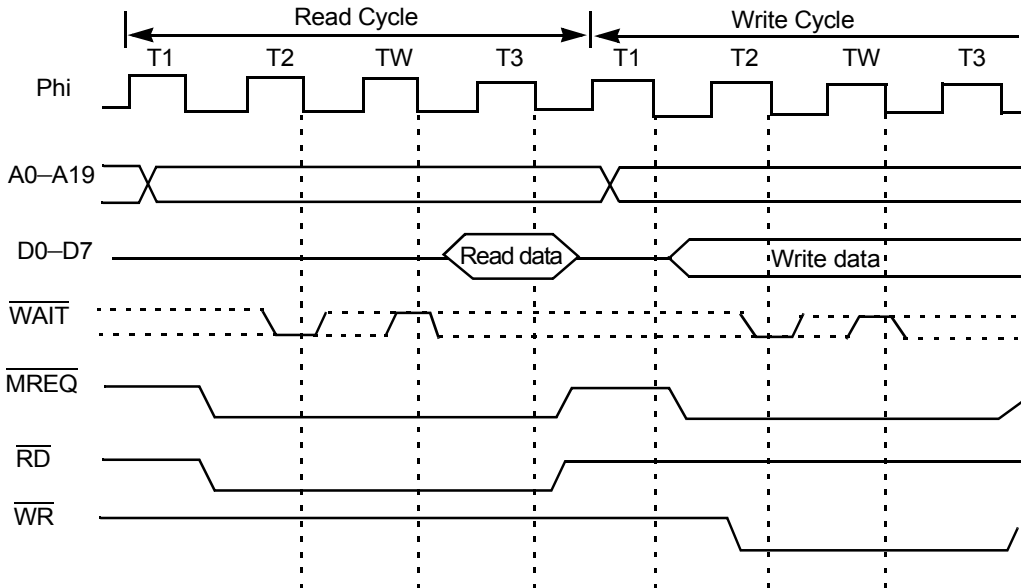 Read Cycle Write Cycle
T1 T2 TW T3 T1 T2 TW T3
Phi
A0–A19
D0–D7 Read data Write data
WAIT
MREQ
RD
WR